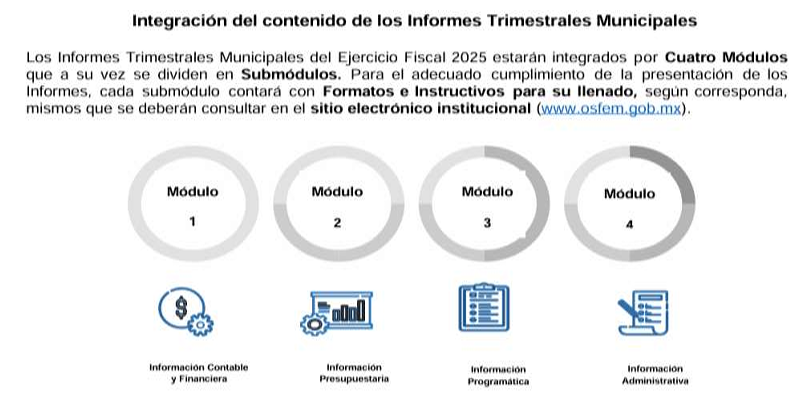 Integración del contenido de los Informes Trimestrales Municipales
Los Informes Trimestrales Municipales del Ejercicio Fiscal 2025 estarán integrados por Cuatro Módulos
que a su vez se dividen en Submódulos. Para el adecuado cumplimiento de la presentación de los
Informes, cada submódulo contará con Formatos e Instructivos para su llenado, según corresponda,
mismos que se deberán consultar en el sitio electrónico institucional (www.osfem.gob.mx).
Módulo
1
Módulo
2
Módulo
3
Módulo
4
$
Información Contable
y Financiera
Información
Presupuestaria
Información
Programática
Información
Administrativa